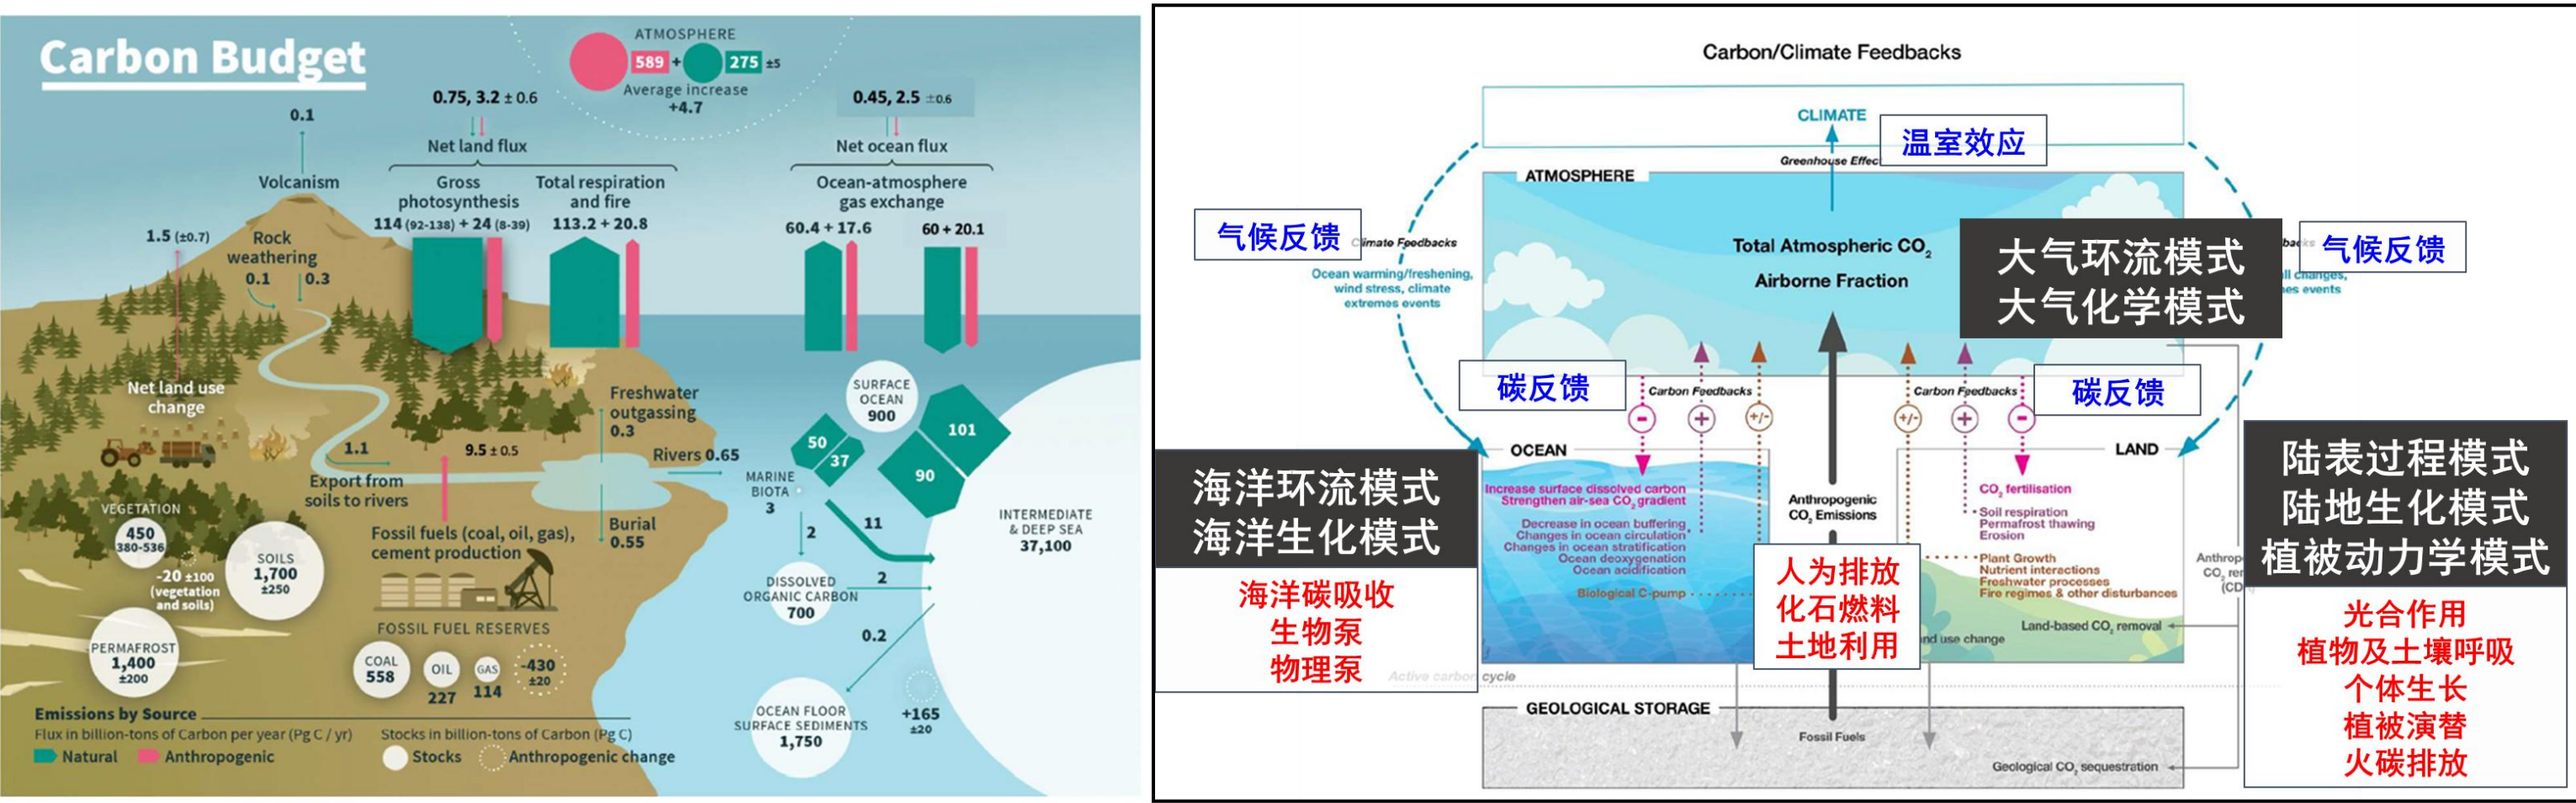 Carbon Budget
ATMOSPHERE
589 + 275 ±5
Average increase
+4.7
0.1
Volcanism
0.75, 3.2 ± 0.6
Net land flux
Gross
photosynthesis
114 (92-138) + 24 (8-39)
Total respiration
and fire
113.2 + 20.8
0.45, 2.5 ±0.6
Net ocean flux
Ocean-atmosphere
gas exchange
60.4 + 17.6
60 + 20.1
1.5 (±0.7)
Rock
weathering
0.1
0.3
Net land use
change
1.1
Export from
soils to rivers
9.5 ± 0.5
Fossil fuels (coal, oil, gas),
cement production
Freshwater
outgassing
0.3
Rivers 0.65
Burial
0.55
SURFACE
OCEAN
900
50
37
101
90
MARINE
BIOTA
3
2
11
2
0.2
INTERMEDIATE
& DEEP SEA
37,100
DISSOLVED
ORGANIC CARBON
700
OCEAN FLOOR
SURFACE SEDIMENTS
1,750
+165
±20
VEGETATION
450
380-536
-20 ±100
(vegetation
and soils)
SOILS
1,700
±250
PERMAFROST
1,400
±200
FOSSIL FUEL RESERVES
COAL
558
OIL
227
GAS
114
-430
±20
Emissions by Source
Flux in billion-tons of Carbon per year (Pg C / yr)
Natural
Anthropogenic
Stocks in billion-tons of Carbon (Pg C)
Stocks
Anthropogenic change
Carbon/Climate Feedbacks
CLIMATE
温室效应
Greenhouse Effec
ATMOSPHERE
气候反馈
Climate Feedbacks
Ocean warming/freshening,
wind stress, climate
extremes events
Total Atmospheric CO₂
Airborne Fraction
大气环流模式
大气化学模式
backs
气候反馈
all changes,
nes events
碳反馈
Carbon Feedbacks
Carbon Feedbacks
碳反馈
- + +/-
+/- + -
OCEAN
Increase surface dissolved carbon
Strengthen air-sea CO₂ gradient
Decrease in ocean buffering
Changes in ocean circulation
Changes in ocean stratification
Ocean deoxygenation
Ocean acidification
Biological C-pump
海洋环流模式
海洋生化模式
海洋碳吸收
生物泵
物理泵
Anthropogenic
CO₂ Emissions
人为排放
化石燃料
土地利用
LAND
CO₂ fertilisation
Soil respiration
Permafrost thawing
Erosion
Plant Growth
Nutrient interactions
Freshwater processes
Fire regimes & other disturbances
Land-based CO₂ removal
nd use change
Anthrop
CO₂ re
(CD
陆表过程模式
陆地生化模式
植被动力学模式
光合作用
植物及土壤呼吸
个体生长
植被演替
火碳排放
Active carbon cycle
GEOLOGICAL STORAGE
Fossil Fuels
Geological CO₂ sequestration